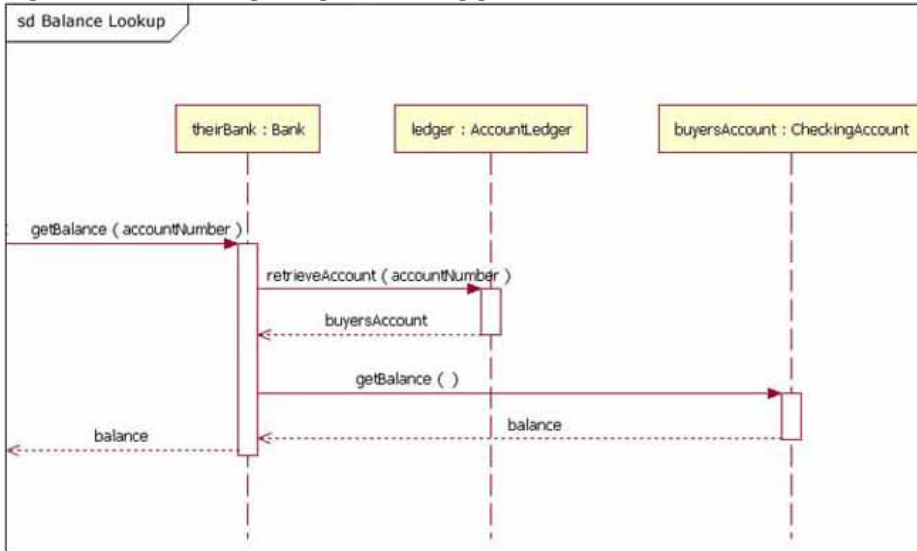 sd Balance Lookup
theirBank : Bank
ledger : AccountLedger
buyersAccount : CheckingAccount
getBalance ( accountNumber )
retrieveAccount ( accountNumber )
buyersAccount
getBalance ( )
balance
balance